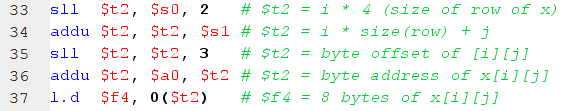 33 sll $t2, $s0, 2 # $t2 = i * 4 (size of row of x)
34 addu $t2, $t2, $s1 # $t2 = i * size(row) + j
35 sll $t2, $t2, 3 # $t2 = byte offset of [i][j]
36 addu $t2, $a0, $t2 # $t2 = byte address of x[i][j]
37 l.d $f4, 0($t2) # $f4 = 8 bytes of x[i][j]